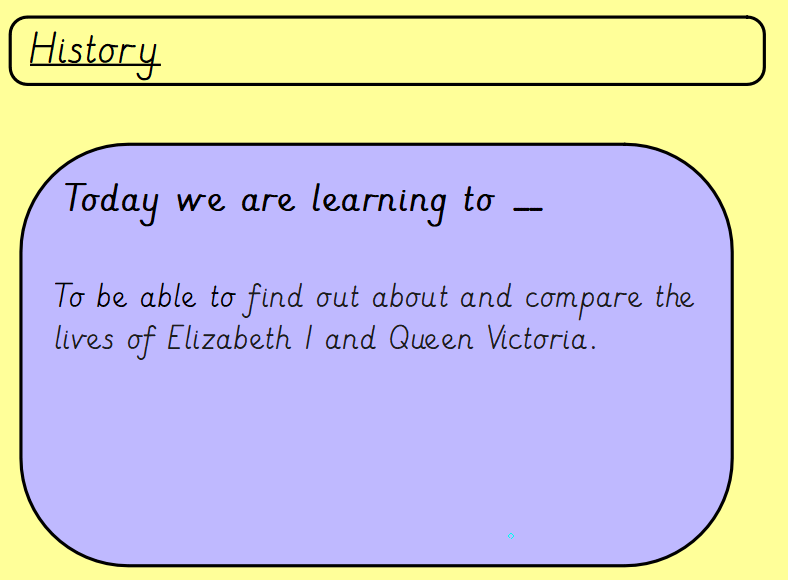 History
Today we are learning to __
To be able to find out about and compare the
lives of Elizabeth I and Queen Victoria.